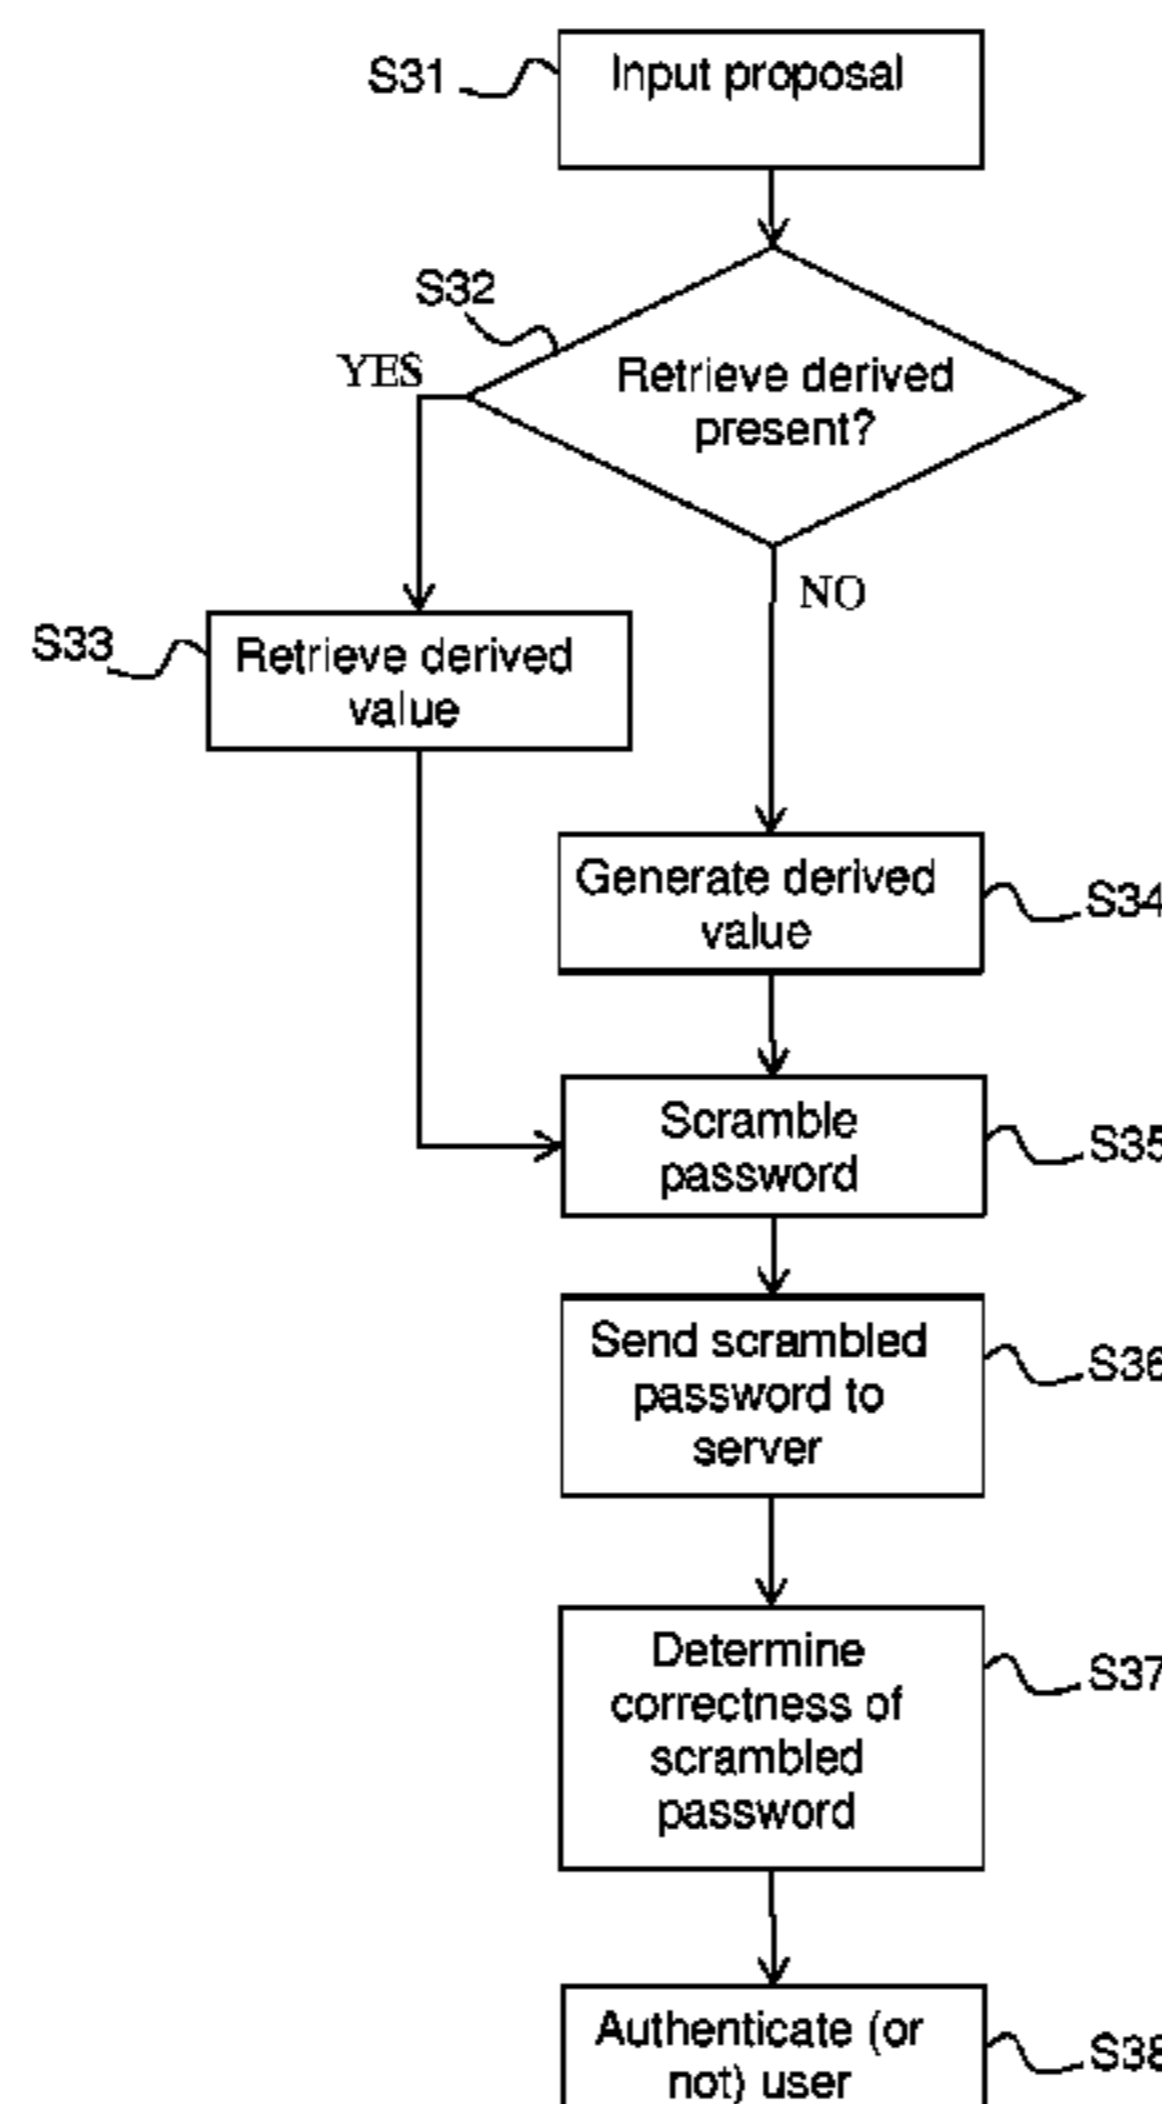 S31
Input proposal
S32
YES
Retrieve derived
present?
NO
S33
Retrieve derived
value
Generate derived
value
S34
Scramble
password
S35
Send scrambled
password to
server
S36
Determine
correctness of
scrambled
password
S37
Authenticate (or
not) user
S38